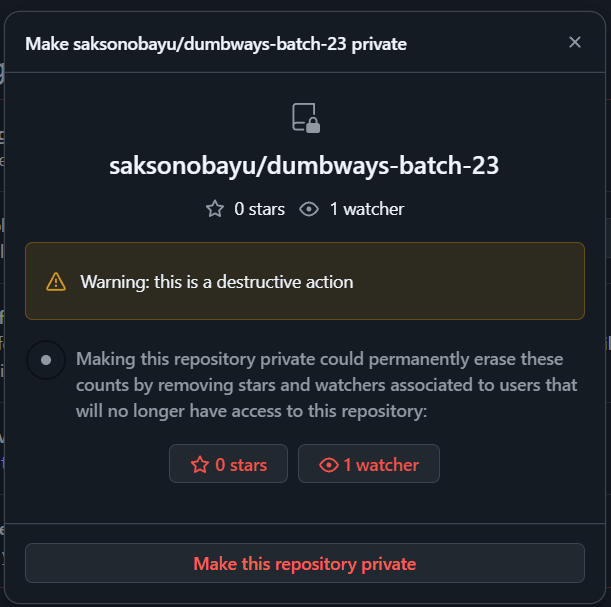 Make saksonobayu/dumbways-batch-23 private
saksonobayu/dumbways-batch-23
0 stars 1 watcher
Warning: this is a destructive action
Making this repository private could permanently erase these
counts by removing stars and watchers associated to users that
will no longer have access to this repository:
0 stars 1 watcher
Make this repository private